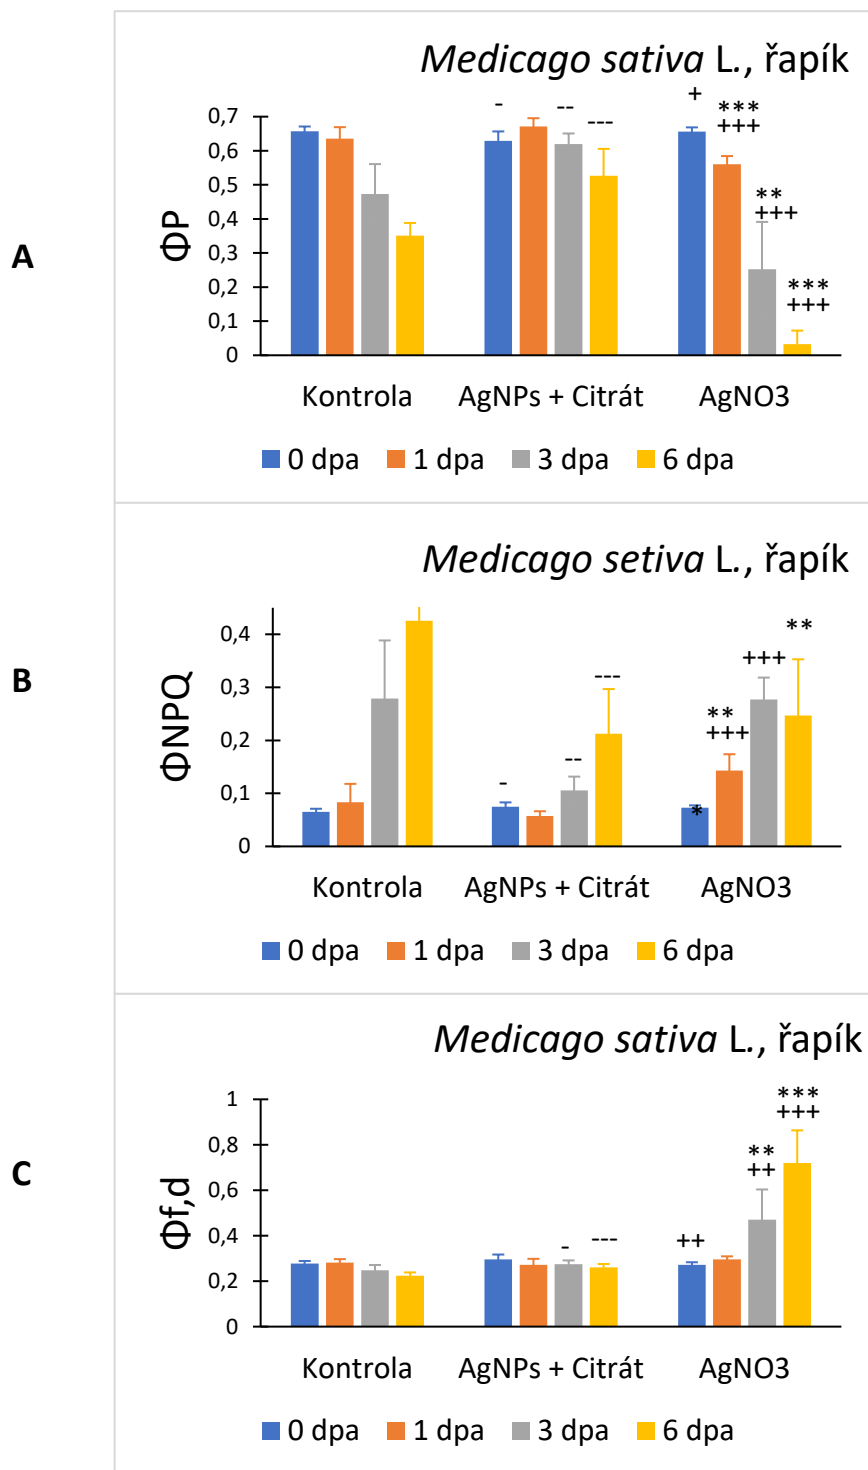 Medicago sativa L., řapík
A
ΦP
0,7
0,6
0,5
0,4
0,3
0,2
0,1
0
- -- ---
+ *** +++ ** +++ *** +++
Kontrola AgNPs + Citrát AgNO3
0 dpa 1 dpa 3 dpa 6 dpa
Medicago setiva L., řapík
B
ΦNPQ
0,4
0,3
0,2
0,1
0
- -- ---
* ** +++ +++ **
Kontrola AgNPs + Citrát AgNO3
0 dpa 1 dpa 3 dpa 6 dpa
Medicago sativa L., řapík
C
Φf,d
1
0,8
0,6
0,4
0,2
0
- ---
++ ** ++ *** +++
Kontrola AgNPs + Citrát AgNO3
0 dpa 1 dpa 3 dpa 6 dpa